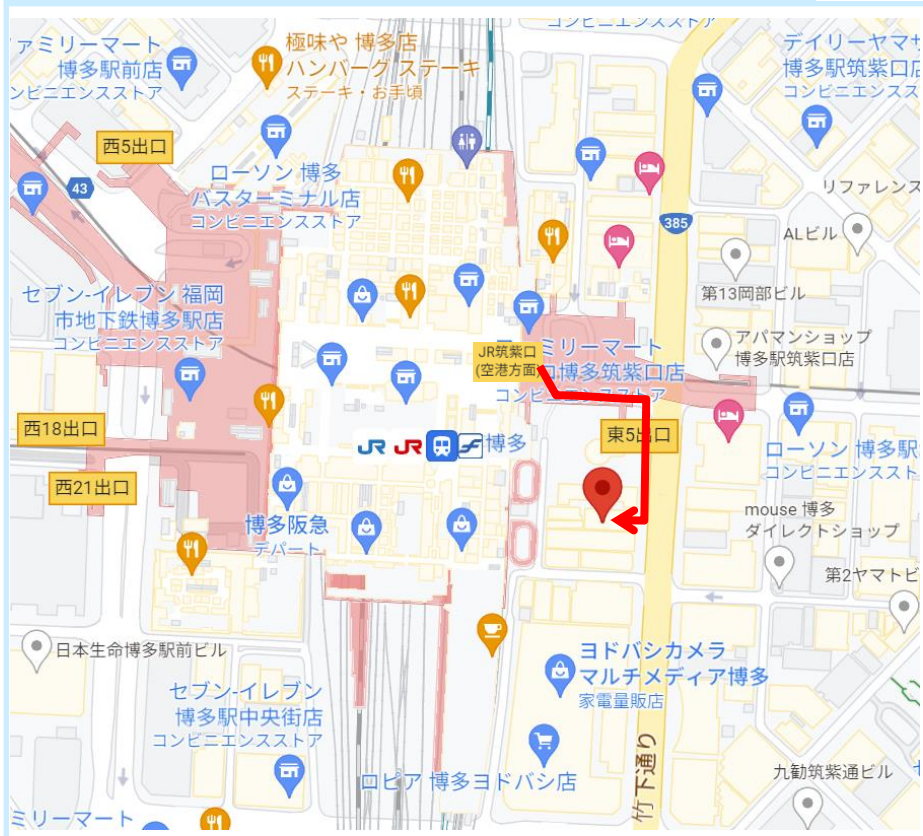 コンビニエンスストア
ァミリーマート
博多駅前店
ンビニエンスストア
極味や 博多店
ハンバーグ ステーキ
ステーキ・お手頃
デイリーヤマサ
博多駅筑紫口店
コンビニエンスス
西5出口
43
ローソン 博多
バスターミナル店
コンビニエンスストア
リファレンス
385
ALビル
第13岡部ビル
セブン-イレブン 福岡
市地下鉄博多駅店
コンビニエンスストア
アパマンショップ
博多駅筑紫口店
JR筑紫口
(空港方面)
ミリーマート
口博多筑紫口店
コンビニエンスストア
西18出口
東5出口
JR JR 博多
ローソン 博多駅
コンビニエンススト
西21出口
博多阪急
デパート
mouse 博多
ダイレクトショップ
第2ヤマトビ
日本生命博多駅前ビル
ヨドバシカメラ
マルチメディア博多
家電量販店
セブン-イレブン
博多駅中央街店
コンビニエンスストア
竹下通り
ロピア 博多ヨドバシ店
九勧筑紫通ビル
ミリーマート